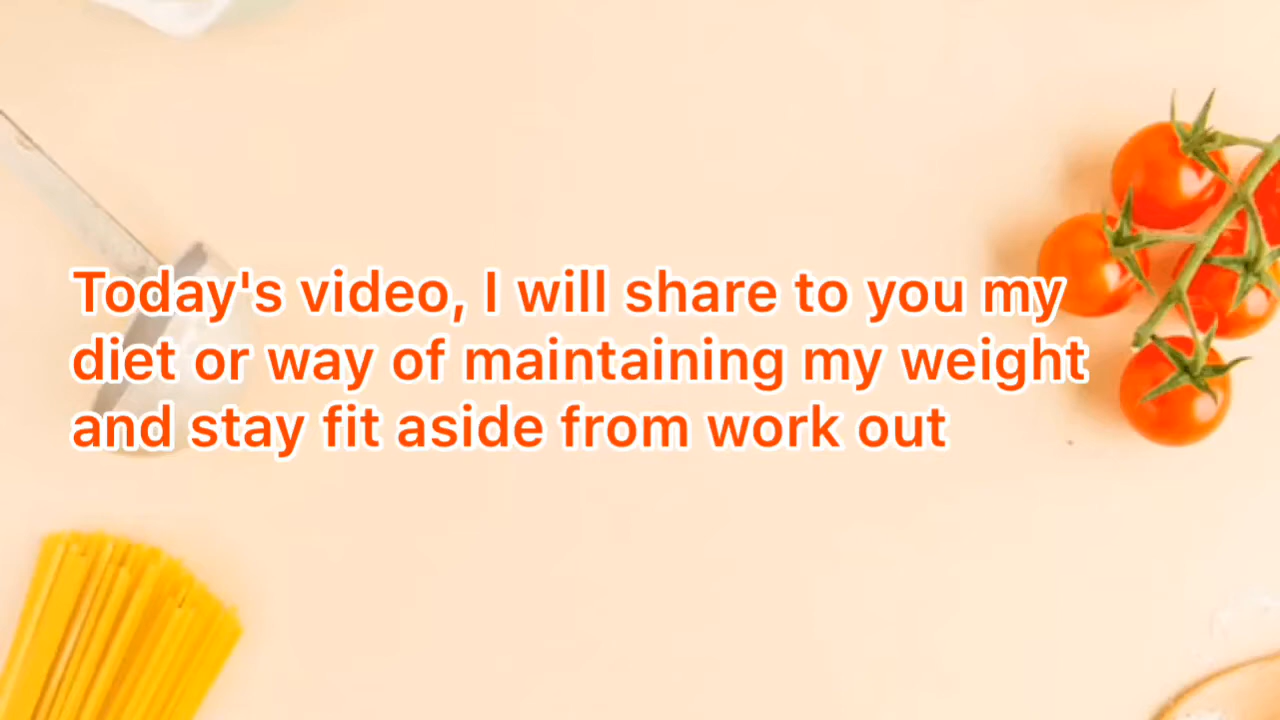 Today's video, I will share to you my
diet or way of maintaining my weight
and stay fit aside from work out